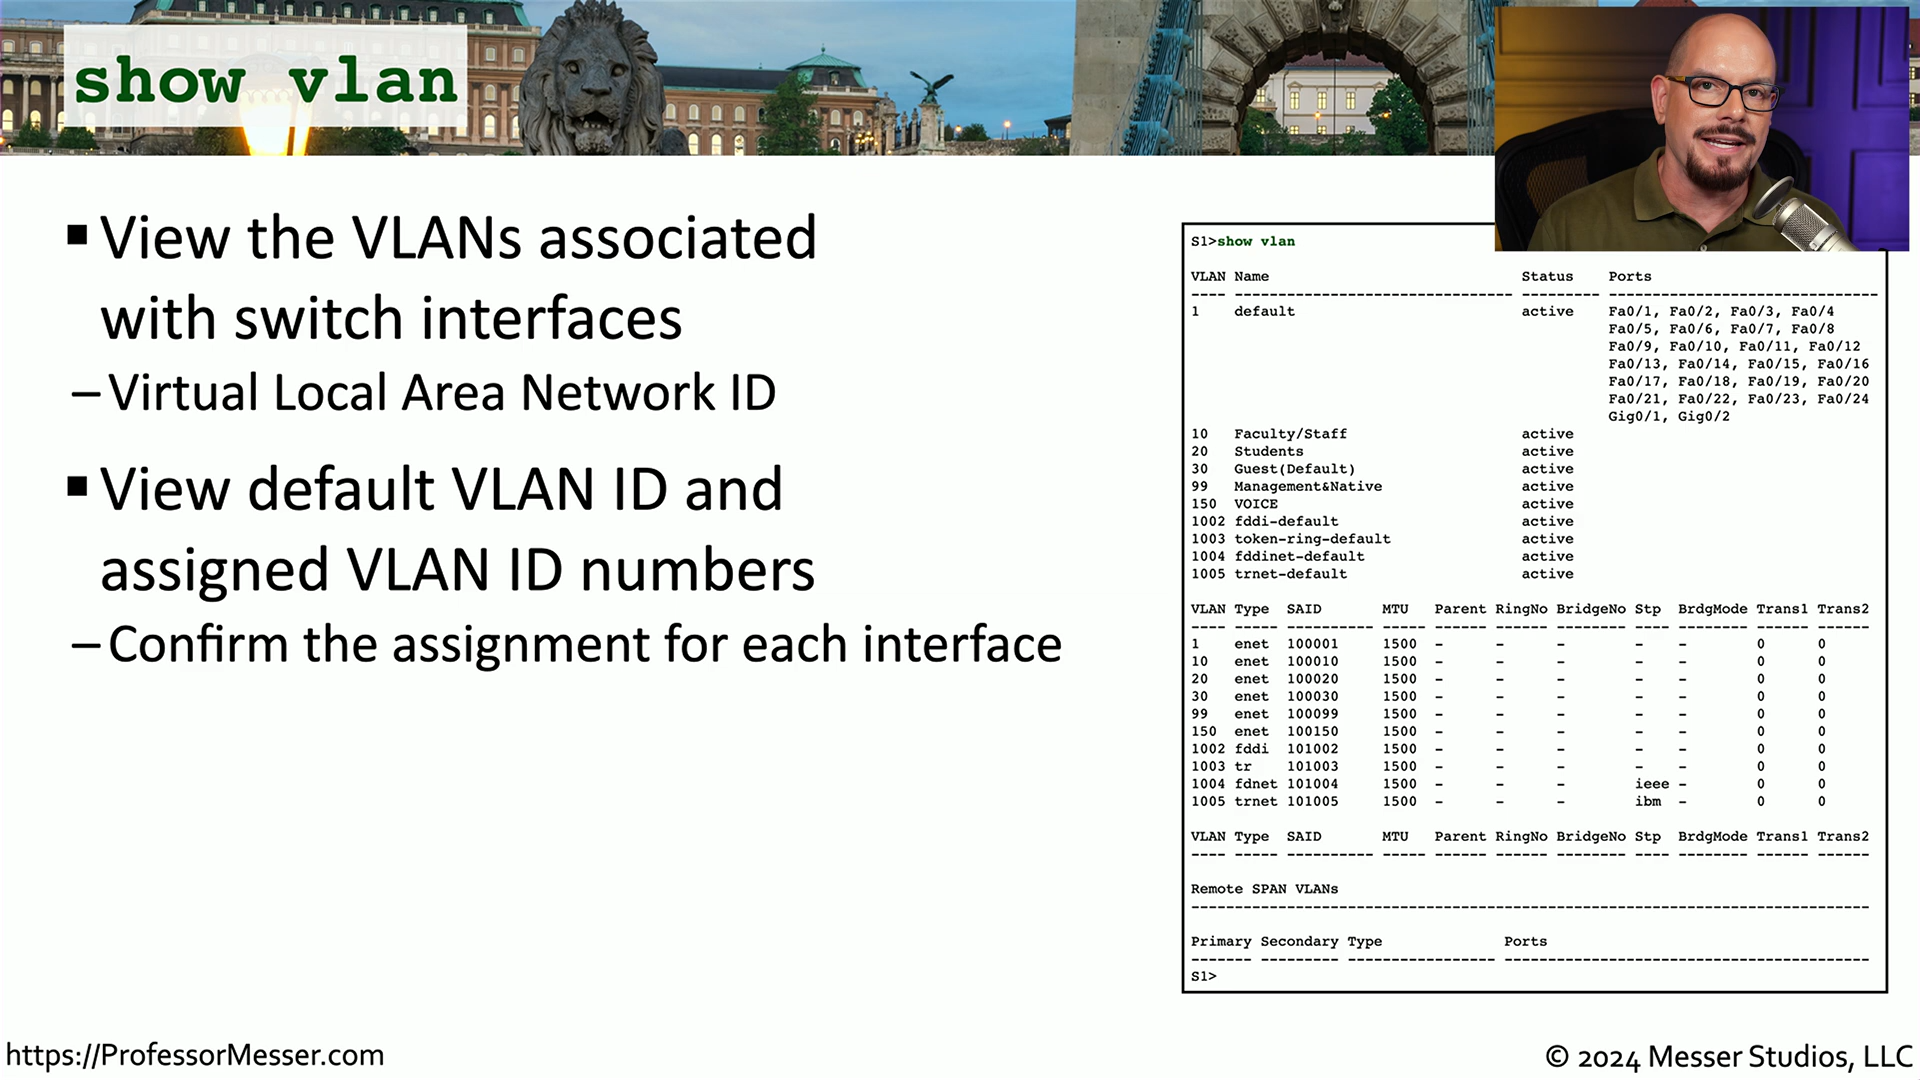 show vlan
▪ View the VLANs associated
with switch interfaces
– Virtual Local Area Network ID
▪ View default VLAN ID and
assigned VLAN ID numbers
– Confirm the assignment for each interface
S1>show vlan
VLAN Name Status Ports
---- -------------------------------- --------- -------------------------------
1 default active Fa0/1, Fa0/2, Fa0/3, Fa0/4
Fa0/5, Fa0/6, Fa0/7, Fa0/8
Fa0/9, Fa0/10, Fa0/11, Fa0/12
Fa0/13, Fa0/14, Fa0/15, Fa0/16
Fa0/17, Fa0/18, Fa0/19, Fa0/20
Fa0/21, Fa0/22, Fa0/23, Fa0/24
Gig0/1, Gig0/2
10 Faculty/Staff active
20 Students active
30 Guest(Default) active
99 Management&Native active
150 VOICE active
1002 fddi-default active
1003 token-ring-default active
1004 fddinet-default active
1005 trnet-default active
VLAN Type SAID MTU Parent RingNo BridgeNo Stp BrdgMode Trans1 Trans2
---- ----- ---------- ----- ------ ------ -------- ---- -------- ------ ------
1 enet 100001 1500 - - - - - 0 0
10 enet 100010 1500 - - - - - 0 0
20 enet 100020 1500 - - - - - 0 0
30 enet 100030 1500 - - - - - 0 0
99 enet 100099 1500 - - - - - 0 0
150 enet 100150 1500 - - - - - 0 0
1002 fddi 101002 1500 - - - - - 0 0
1003 tr 101003 1500 - - - - - 0 0
1004 fdnet 101004 1500 - - - ieee - 0 0
1005 trnet 101005 1500 - - - ibm - 0 0
VLAN Type SAID MTU Parent RingNo BridgeNo Stp BrdgMode Trans1 Trans2
---- ----- ---------- ----- ------ ------ -------- ---- -------- ------ ------
Remote SPAN VLANs
------------------------------------------------------------------------------
Primary Secondary Type Ports
------- --------- ----------------- ------------------------------------------
S1>
https://ProfessorMesser.com
© 2024 Messer Studios, LLC